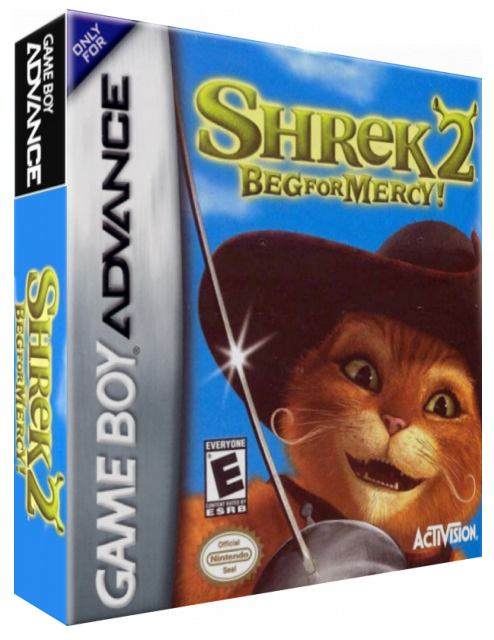 GAME BOY
ADVANCE
SHREK 2
BEG FOR MERCY!
ONLY
FOR
GAME BOY ADVANCE
SHREK 2
BEG FOR MERCY!
EVERYONE
E
CONTENT RATED BY
ESRB
Official
Nintendo
Seal
ACTIVISION